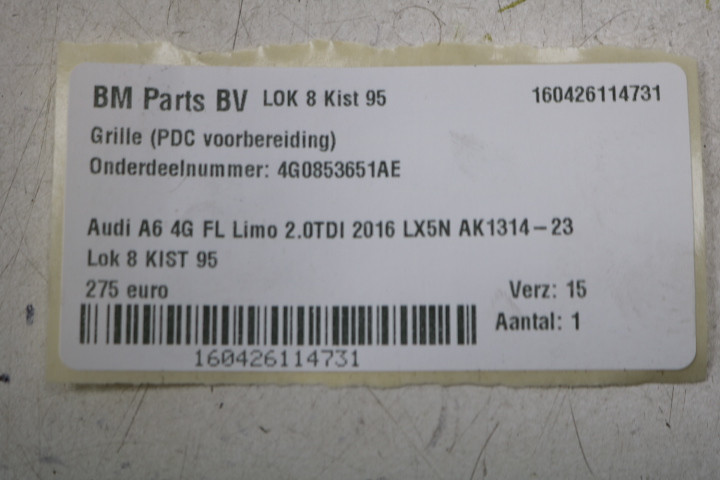 BM Parts BV LOK 8 Kist 95 160426114731
Grille (PDC voorbereiding)
Onderdeelnummer: 4G0853651AE
Audi A6 4G FL Limo 2.0TDI 2016 LX5N AK1314-23
Lok 8 KIST 95
275 euro Verz: 15
Aantal: 1
160426114731